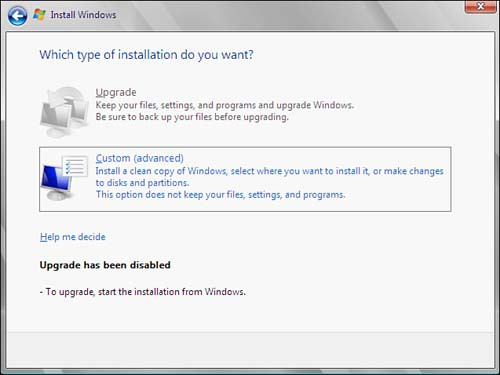 Install Windows
Which type of installation do you want?
Upgrade
Keep your files, settings, and programs and upgrade Windows.
Be sure to back up your files before upgrading.
Custom (advanced)
Install a clean copy of Windows, select where you want to install it, or make changes
to disks and partitions.
This option does not keep your files, settings, and programs.
Help me decide
Upgrade has been disabled
- To upgrade, start the installation from Windows.